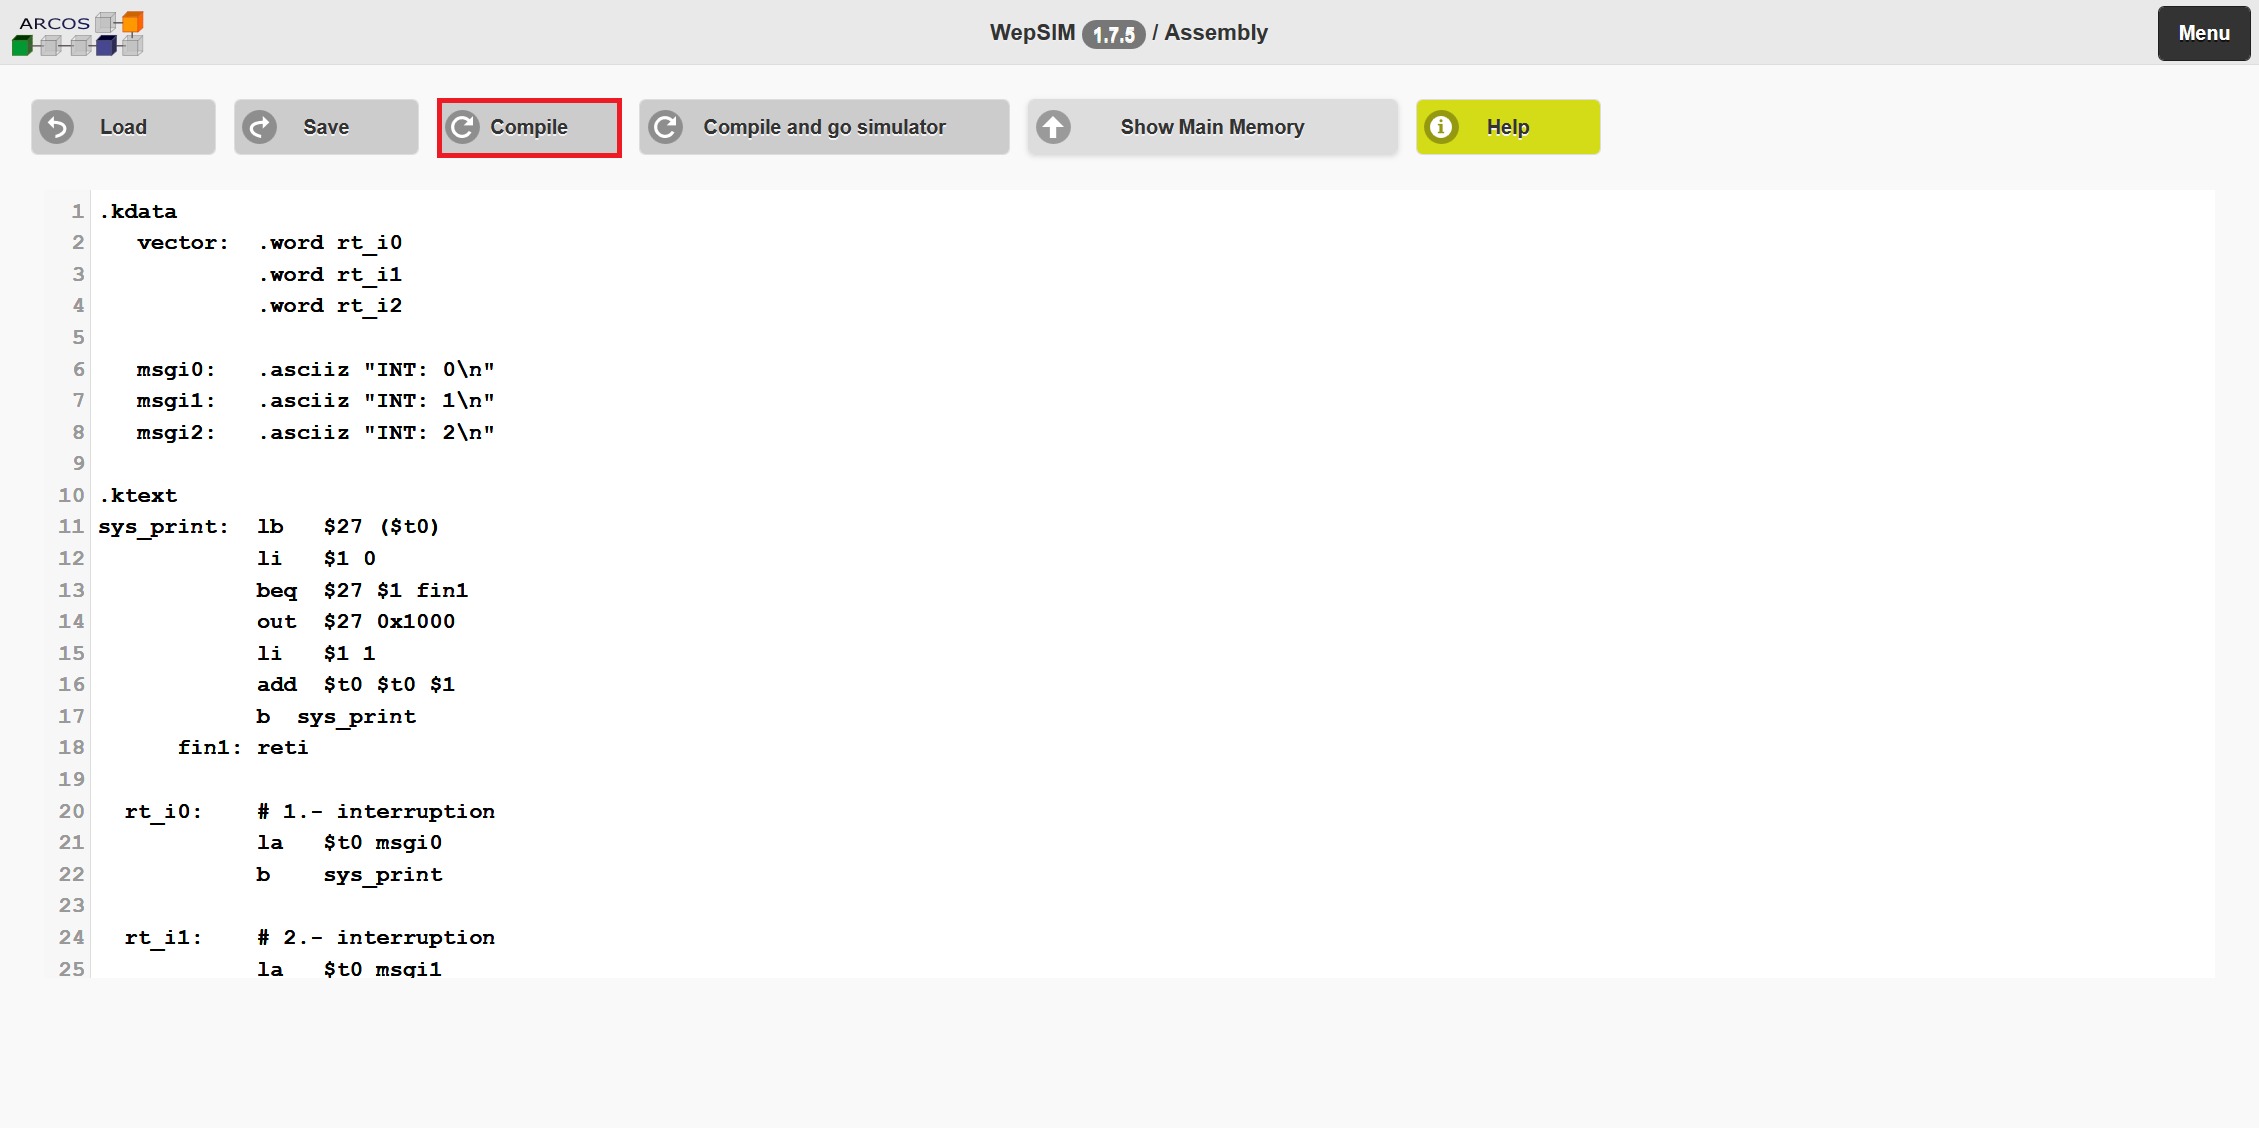 ARCOS
WepSIM 1.7.5 / Assembly
Menu
Load
Save
Compile
Compile and go simulator
Show Main Memory
Help
1 .kdata
2 vector: .word rt_i0
3 .word rt_i1
4 .word rt_i2
5
6 msgi0: .asciiz "INT: 0\n"
7 msgi1: .asciiz "INT: 1\n"
8 msgi2: .asciiz "INT: 2\n"
9
10 .ktext
11 sys_print: lb $27 ($t0)
12 li $1 0
13 beq $27 $1 fin1
14 out $27 0x1000
15 li $1 1
16 add $t0 $t0 $1
17 b sys_print
18 fin1: reti
19
20 rt_i0: # 1.- interruption
21 la $t0 msgi0
22 b sys_print
23
24 rt_i1: # 2.- interruption
25 la $t0 msgi1